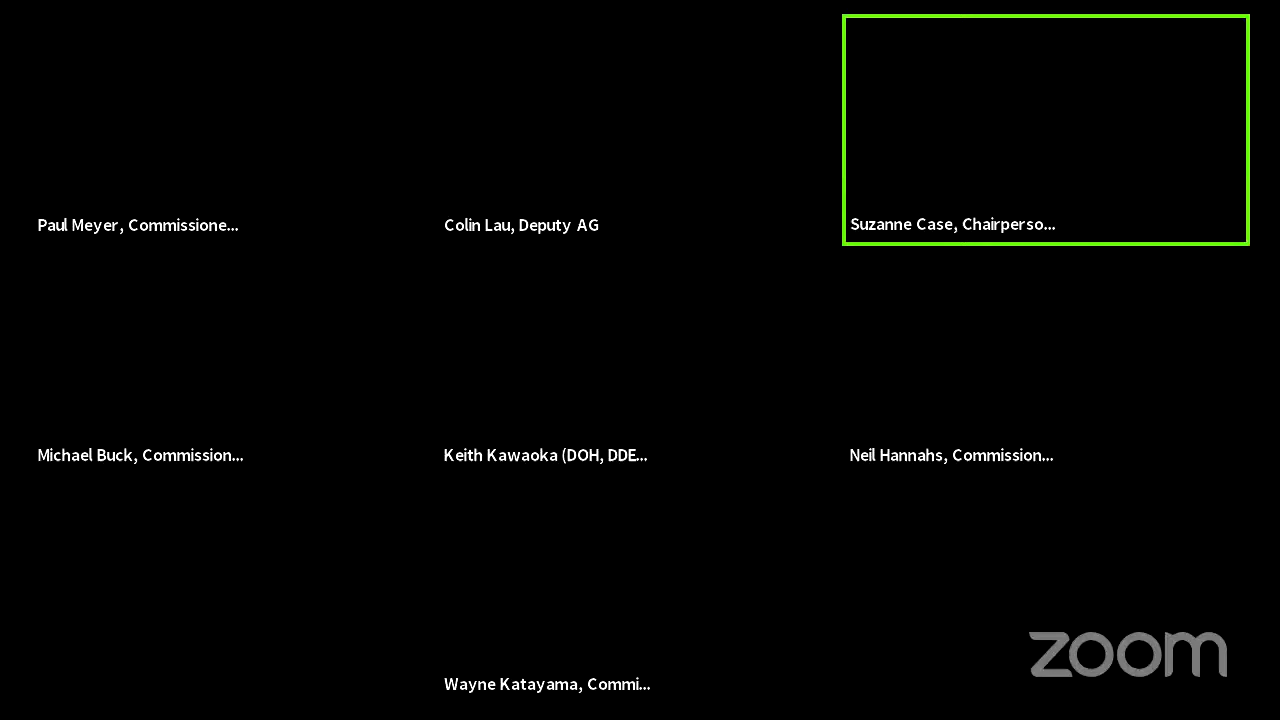 Paul Meyer, Commissione...
Colin Lau, Deputy AG
Suzanne Case, Chairperso...
Michael Buck, Commission...
Keith Kawaoka (DOH, DDE...
Neil Hannahs, Commission...
Wayne Katayama, Commi...
zoom